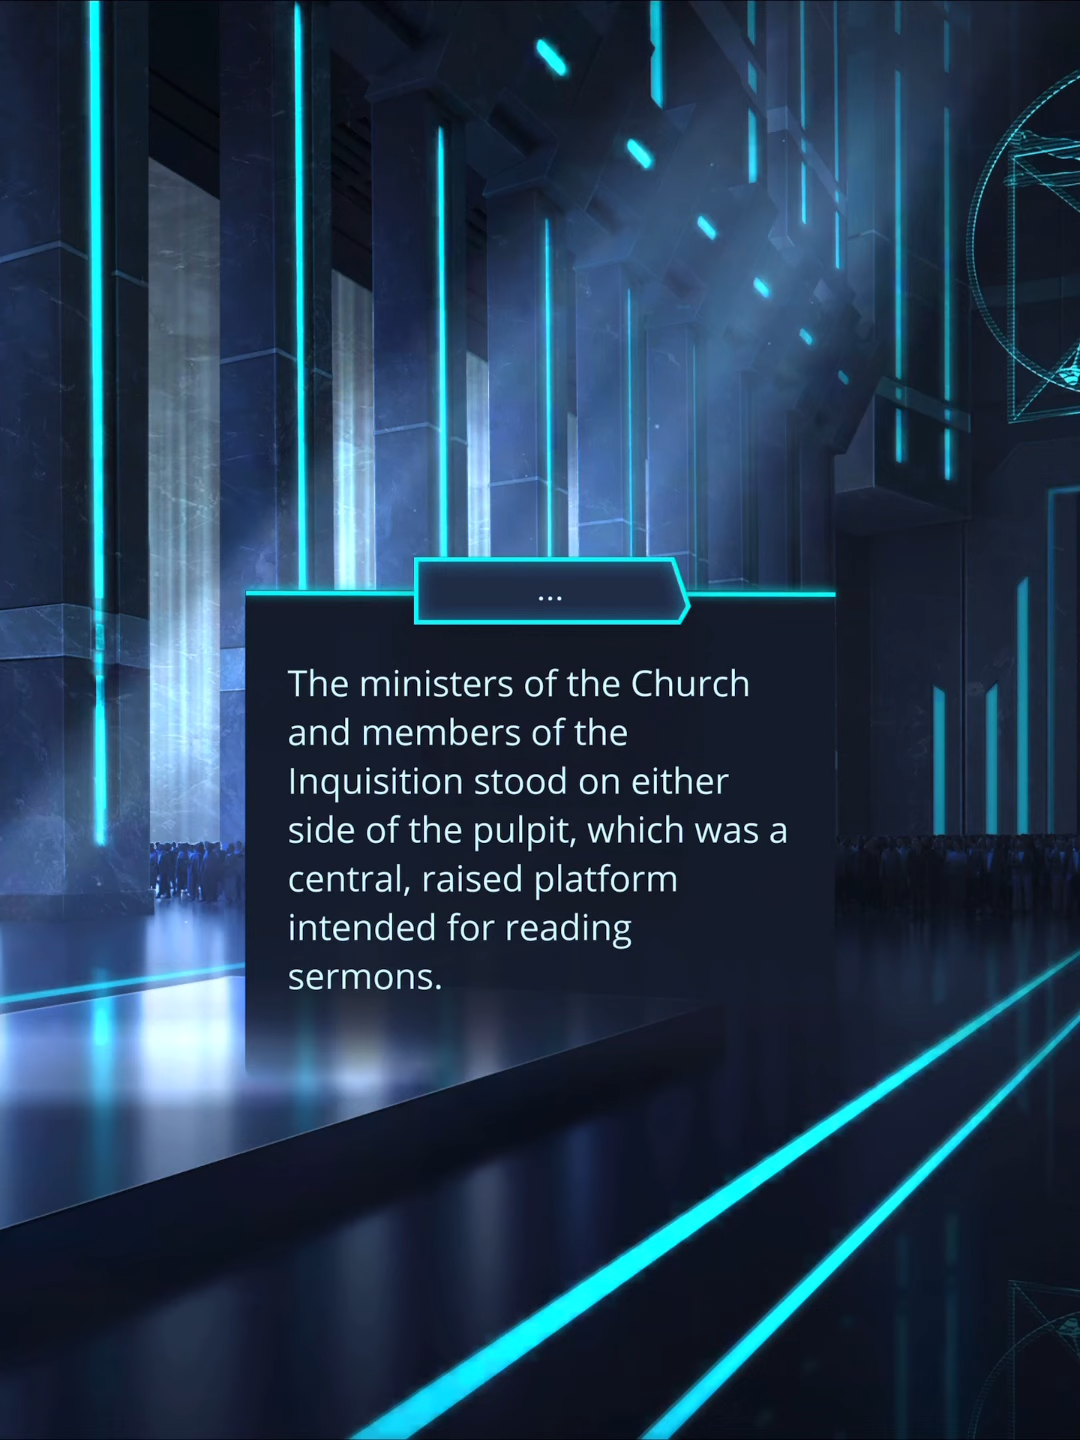 ...
The ministers of the Church
and members of the
Inquisition stood on either
side of the pulpit, which was a
central, raised platform
intended for reading
sermons.